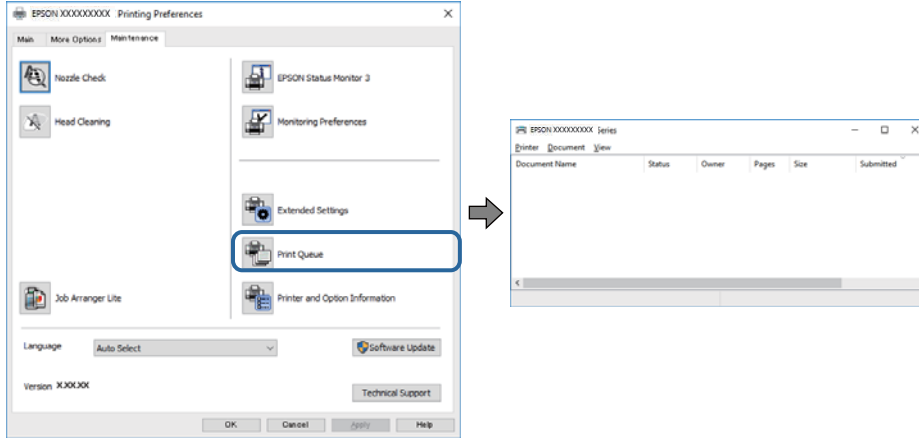 EPSON XXXXXXXXX Printing Preferences
Main More Options Maintenance
Nozzle Check
EPSON Status Monitor 3
Head Cleaning
Monitoring Preferences
Extended Settings
Print Queue
Job Arranger Lite
Printer and Option Information
Language Auto Select
Software Update
Version X.XX.XX
Technical Support
OK Cancel Apply Help
EPSON XXXXXXXXX Series
Printer Document View
Document Name Status Owner Pages Size Submitted